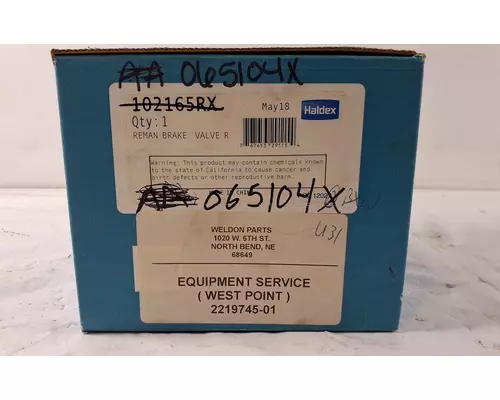 065104X
102165RX
May18
Haldex
Qty:1
REMAN BRAKE VALVE R
Warning: This product may contain chemicals known
to the state of California to cause cancer and
birth defects or other reproductive harm.
065104X
U31
WELDON PARTS
1020 W. 6TH ST.
NORTH BEND, NE
68649
EQUIPMENT SERVICE
( WEST POINT )
2219745-01